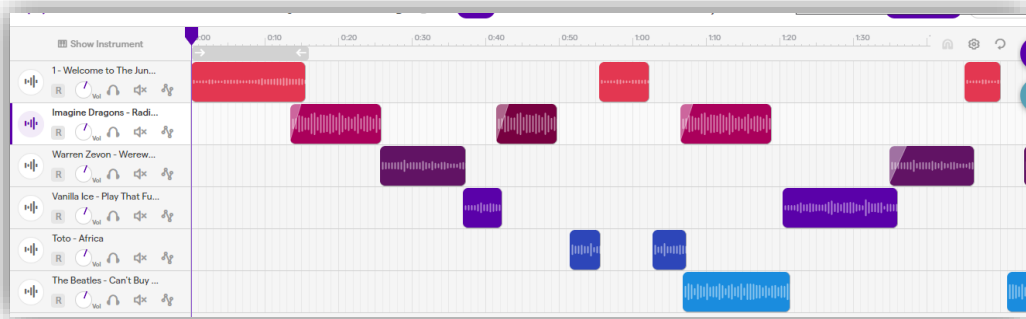 Show Instrument
0:00 0:10 0:20 0:30 0:40 0:50 1:00 1:10 1:20 1:30
1 - Welcome to The Jun...
R Vol
Imagine Dragons - Radi...
R Vol
Warren Zevon - Werew...
R Vol
Vanilla Ice - Play That Fu...
R Vol
Toto - Africa
R Vol
The Beatles - Can't Buy ...
R Vol